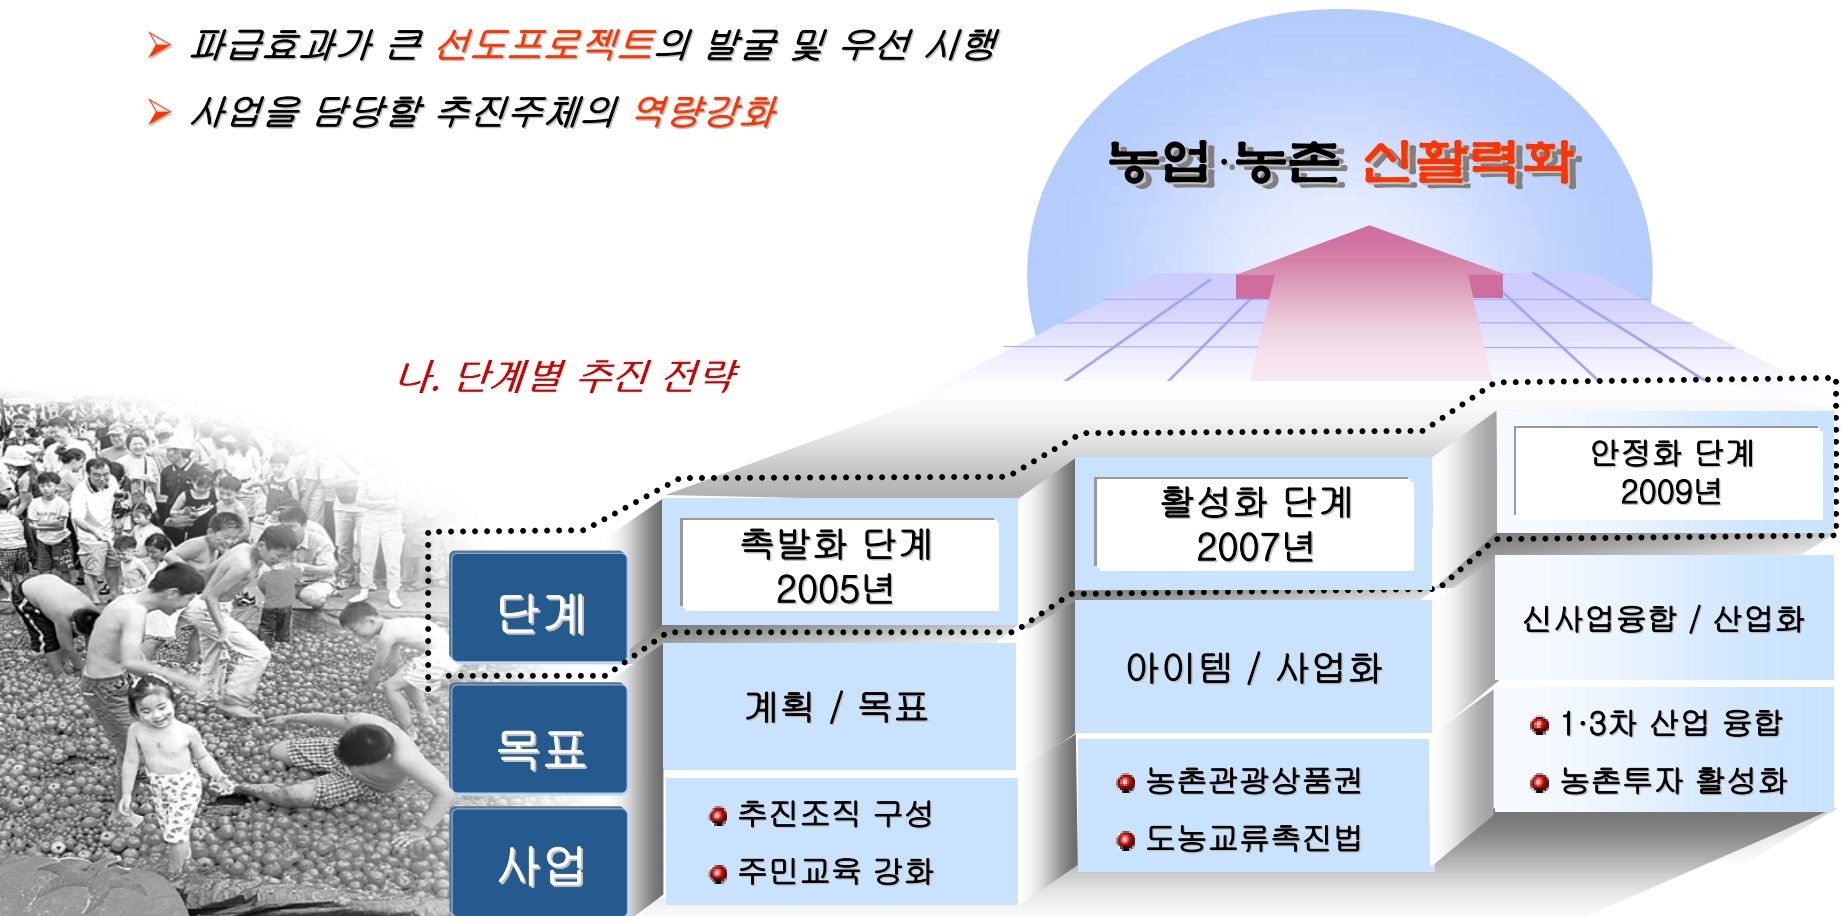 파급효과가 큰 선도프로젝트의 발굴 및 우선 시행
사업을 담당할 추진주체의 역량강화
농업·농촌 신활력화
나. 단계별 추진 전략
단계
촉발화 단계
2005년
활성화 단계
2007년
안정화 단계
2009년
목표
계획 / 목표
아이템 / 사업화
신사업융합 / 산업화
사업
추진조직 구성
주민교육 강화
농촌관광상품권
도농교류촉진법
1·3차 산업 융합
농촌투자 활성화